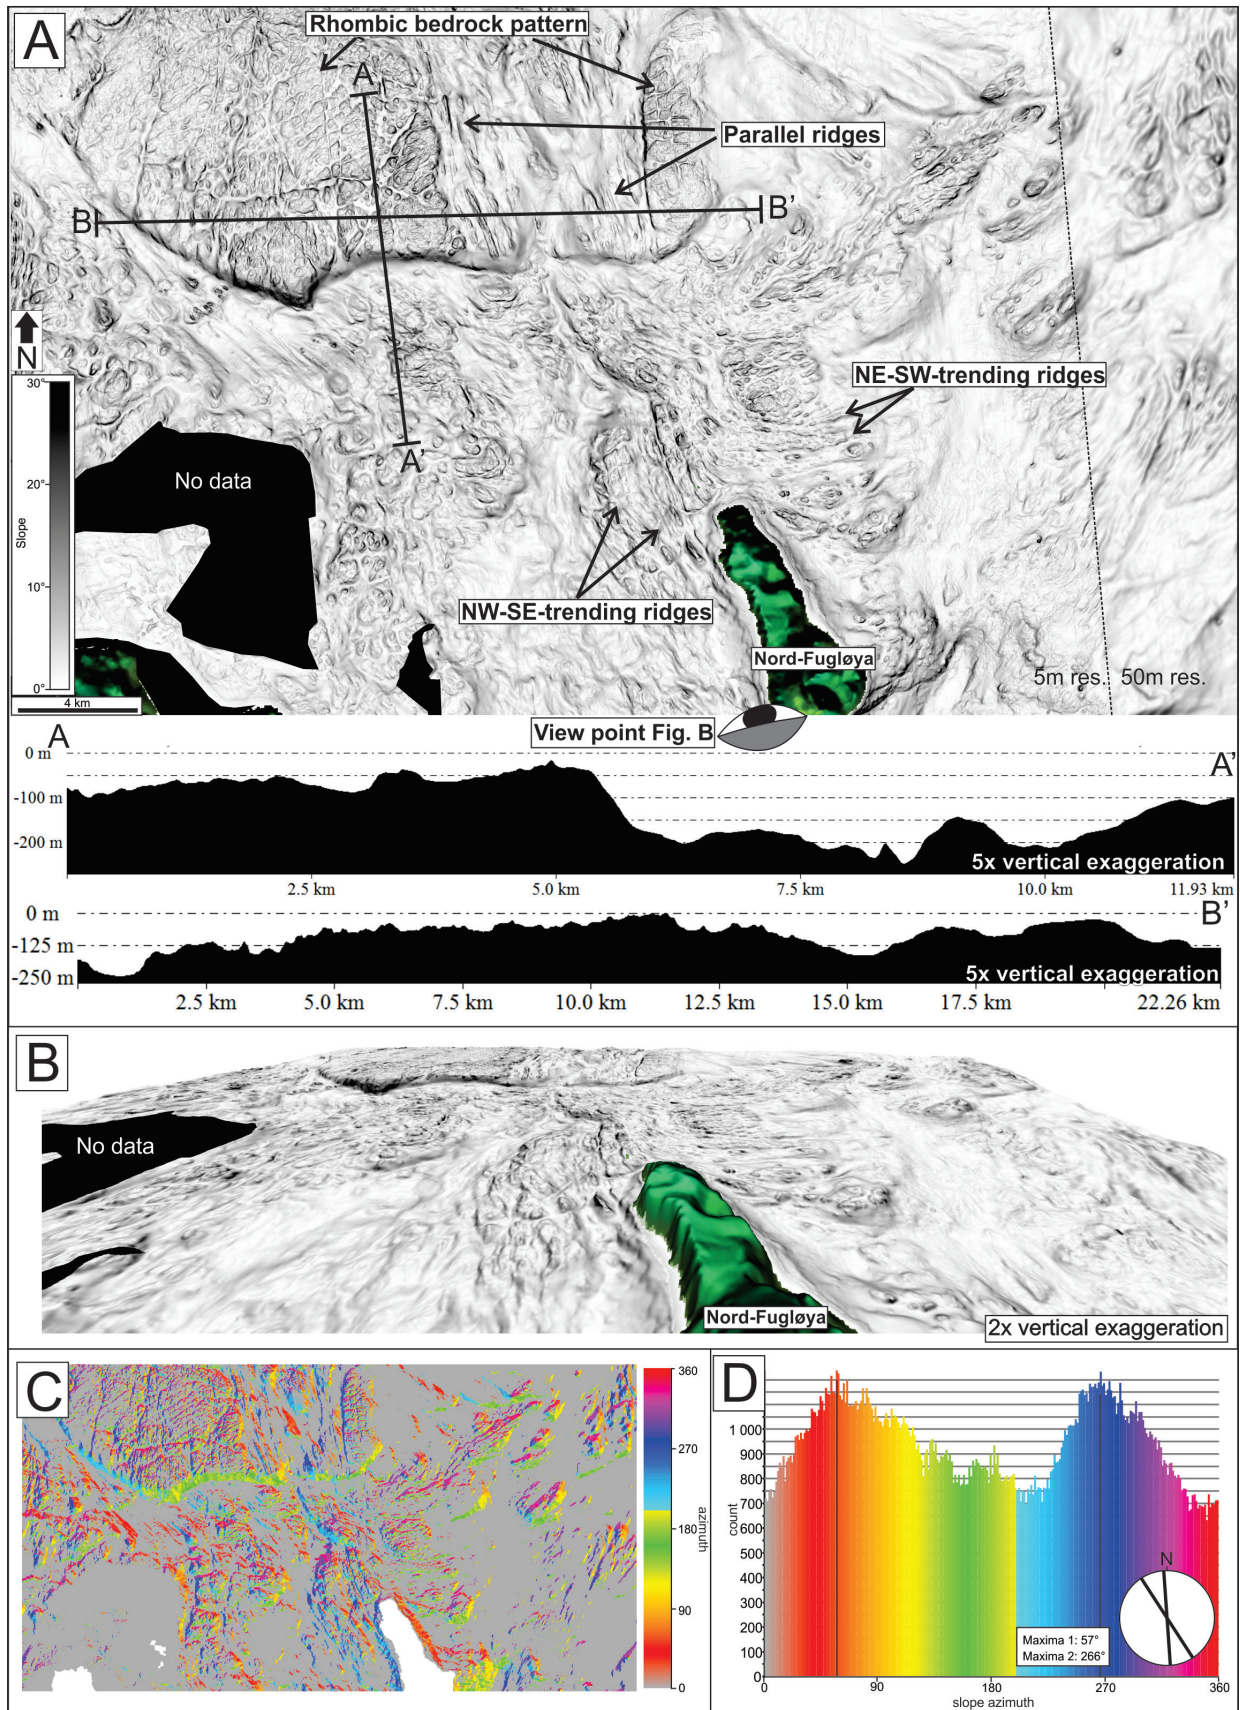 A
Rhombic bedrock pattern
A
Parallel ridges
B
B'
N
NE-SW-trending ridges
A'
30°
20°
10°
0°
Slope
No data
NW-SE-trending ridges
Nord-Fugløya
5m res. 50m res.
4 km
View point Fig. B
A
A'
0 m
-100 m
-200 m
5x vertical exaggeration
2.5 km 5.0 km 7.5 km 10.0 km 11.93 km
B'
0 m
-125 m
-250 m
5x vertical exaggeration
2.5 km 5.0 km 7.5 km 10.0 km 12.5 km 15.0 km 17.5 km 22.26 km
B
No data
Nord-Fugløya
2x vertical exaggeration
C
360
270
180
90
0
azimuth
D
1 000
900
800
700
600
500
400
300
200
100
0
count
N
Maxima 1: 57°
Maxima 2: 266°
0 90 180 270 360
slope azimuth